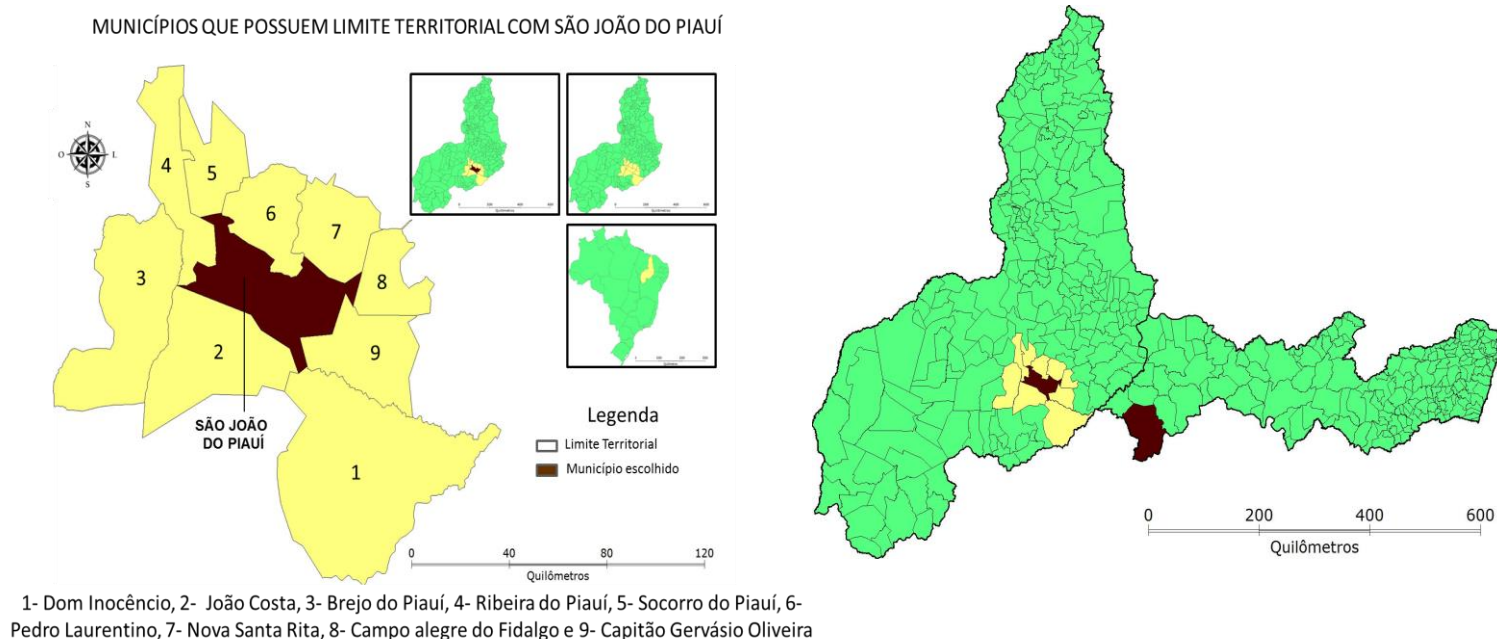 MUNICÍPIOS QUE POSSUEM LIMITE TERRITORIAL COM SÃO JOÃO DO PIAUÍ
N
O
L
S
4
5
6
7
3
8
2
9
SÃO JOÃO
DO PIAUÍ
1
Legenda
Limite Territorial
Município escolhido
0 40 80 120
Quilômetros
1- Dom Inocêncio, 2- João Costa, 3- Brejo do Piauí, 4- Ribeira do Piauí, 5- Socorro do Piauí, 6-
Pedro Laurentino, 7- Nova Santa Rita, 8- Campo alegre do Fidalgo e 9- Capitão Gervásio Oliveira
0 200 400 600
Quilômetros